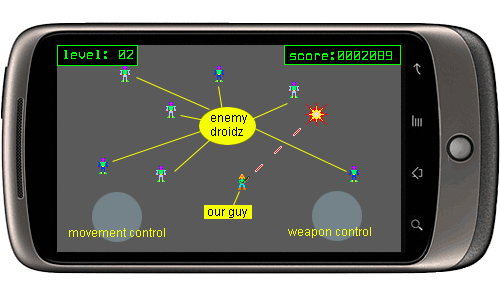 level: 02
score:0002089
enemy
droidz
our guy
movement control
weapon control